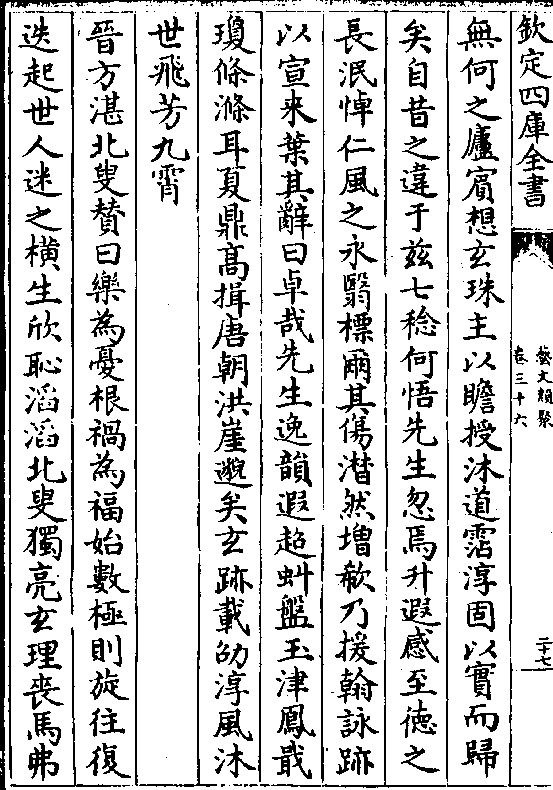 欽定四庫全書
藝文類聚
卷三十六
二十七
無何之廬賔想玄珠主以瞻授沐道霑淳固以實而歸
矣自昔之違于兹七稔何悟先生忽焉升遐感至徳之
長泯悼仁風之永翳標爾其傷潸然増欷乃援翰詠跡
以宣来葉其辭曰卓哉先生逸韻遐超虯盤玉津鳳戢
瓊條滌耳夏鼎髙揖唐朝洪崖邈矣玄跡載劭淳風沐
世飛芳九霄
晉方湛北叟賛曰樂為憂根禍為福始數極則旋往復
迭起世人迷之横生欣恥滔滔北叟獨亮玄理喪馬弗